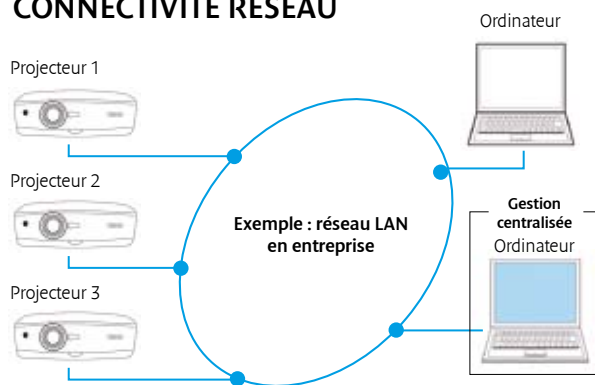 CONNECTIVITÉ RÉSEAU
Ordinateur
Projecteur 1
Projecteur 2
Exemple : réseau LAN
en entreprise
Gestion
centralisée
Ordinateur
Projecteur 3